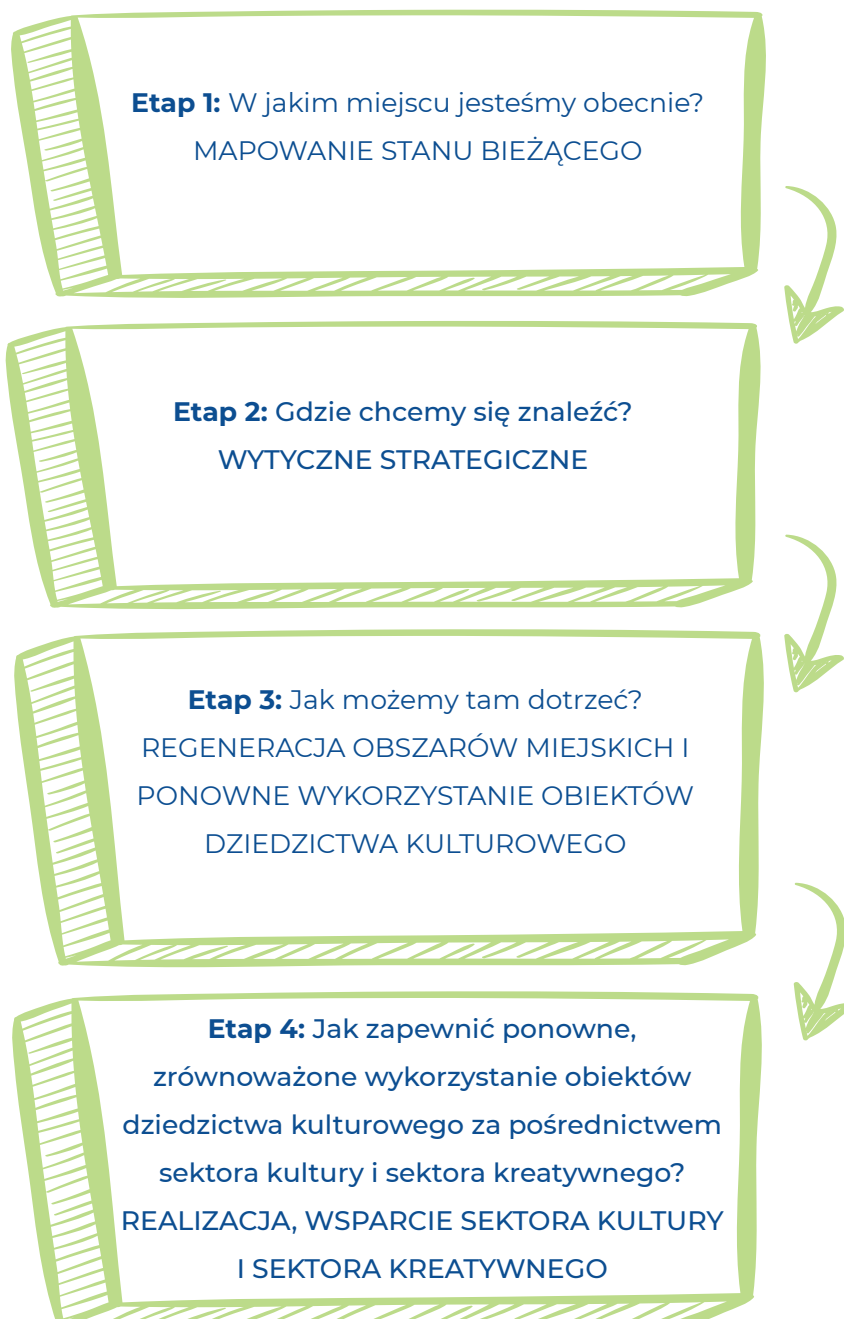 Etap 1: W jakim miejscu jesteśmy obecnie?
MAPOWANIE STANU BIEŻĄCEGO
Etap 2: Gdzie chcemy się znaleźć?
WYTYCZNE STRATEGICZNE
Etap 3: Jak możemy tam dotrzeć?
REGENERACJA OBSZARÓW MIEJSKICH I
PONOWNE WYKORZYSTANIE OBIEKTÓW
DZIEDZICTWA KULTUROWEGO
Etap 4: Jak zapewnić ponowne,
zrównoważone wykorzystanie obiektów
dziedzictwa kulturowego za pośrednictwem
sektora kultury i sektora kreatywnego?
REALIZACJA, WSPARCIE SEKTORA KULTURY
I SEKTORA KREATYWNEGO